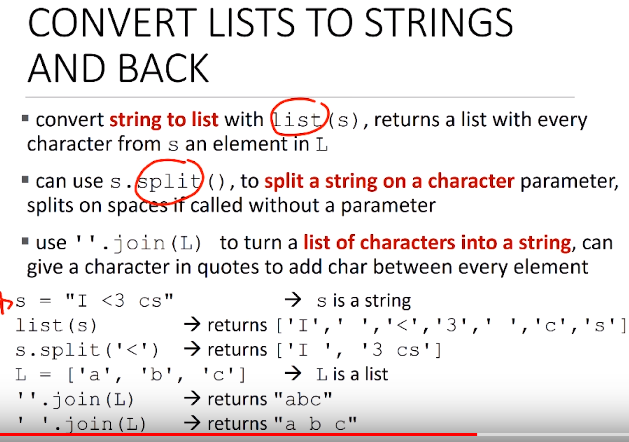 CONVERT LISTS TO STRINGS
AND BACK
▪ convert string to list with list(s), returns a list with every
character from s an element in L
▪ can use s.split(), to split a string on a character parameter,
splits on spaces if called without a parameter
▪ use ''.join(L) to turn a list of characters into a string, can
give a character in quotes to add char between every element
s = "I <3 cs" → s is a string
list(s) → returns ['I',' ','<','3',' ','c','s']
s.split('<') → returns ['I ', '3 cs']
L = ['a', 'b', 'c'] → L is a list
''.join(L) → returns "abc"
' '.join(L) → returns "a b c"